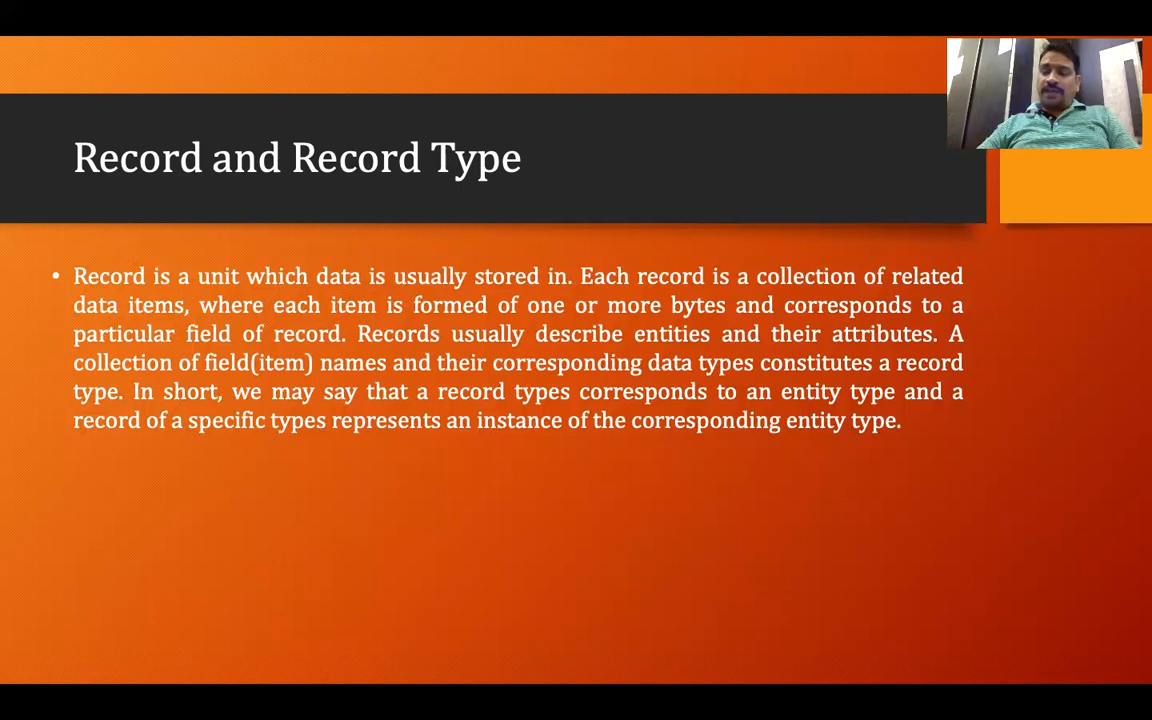 Record and Record Type
• Record is a unit which data is usually stored in. Each record is a collection of related
data items, where each item is formed of one or more bytes and corresponds to a
particular field of record. Records usually describe entities and their attributes. A
collection of field(item) names and their corresponding data types constitutes a record
type. In short, we may say that a record types corresponds to an entity type and a
record of a specific types represents an instance of the corresponding entity type.